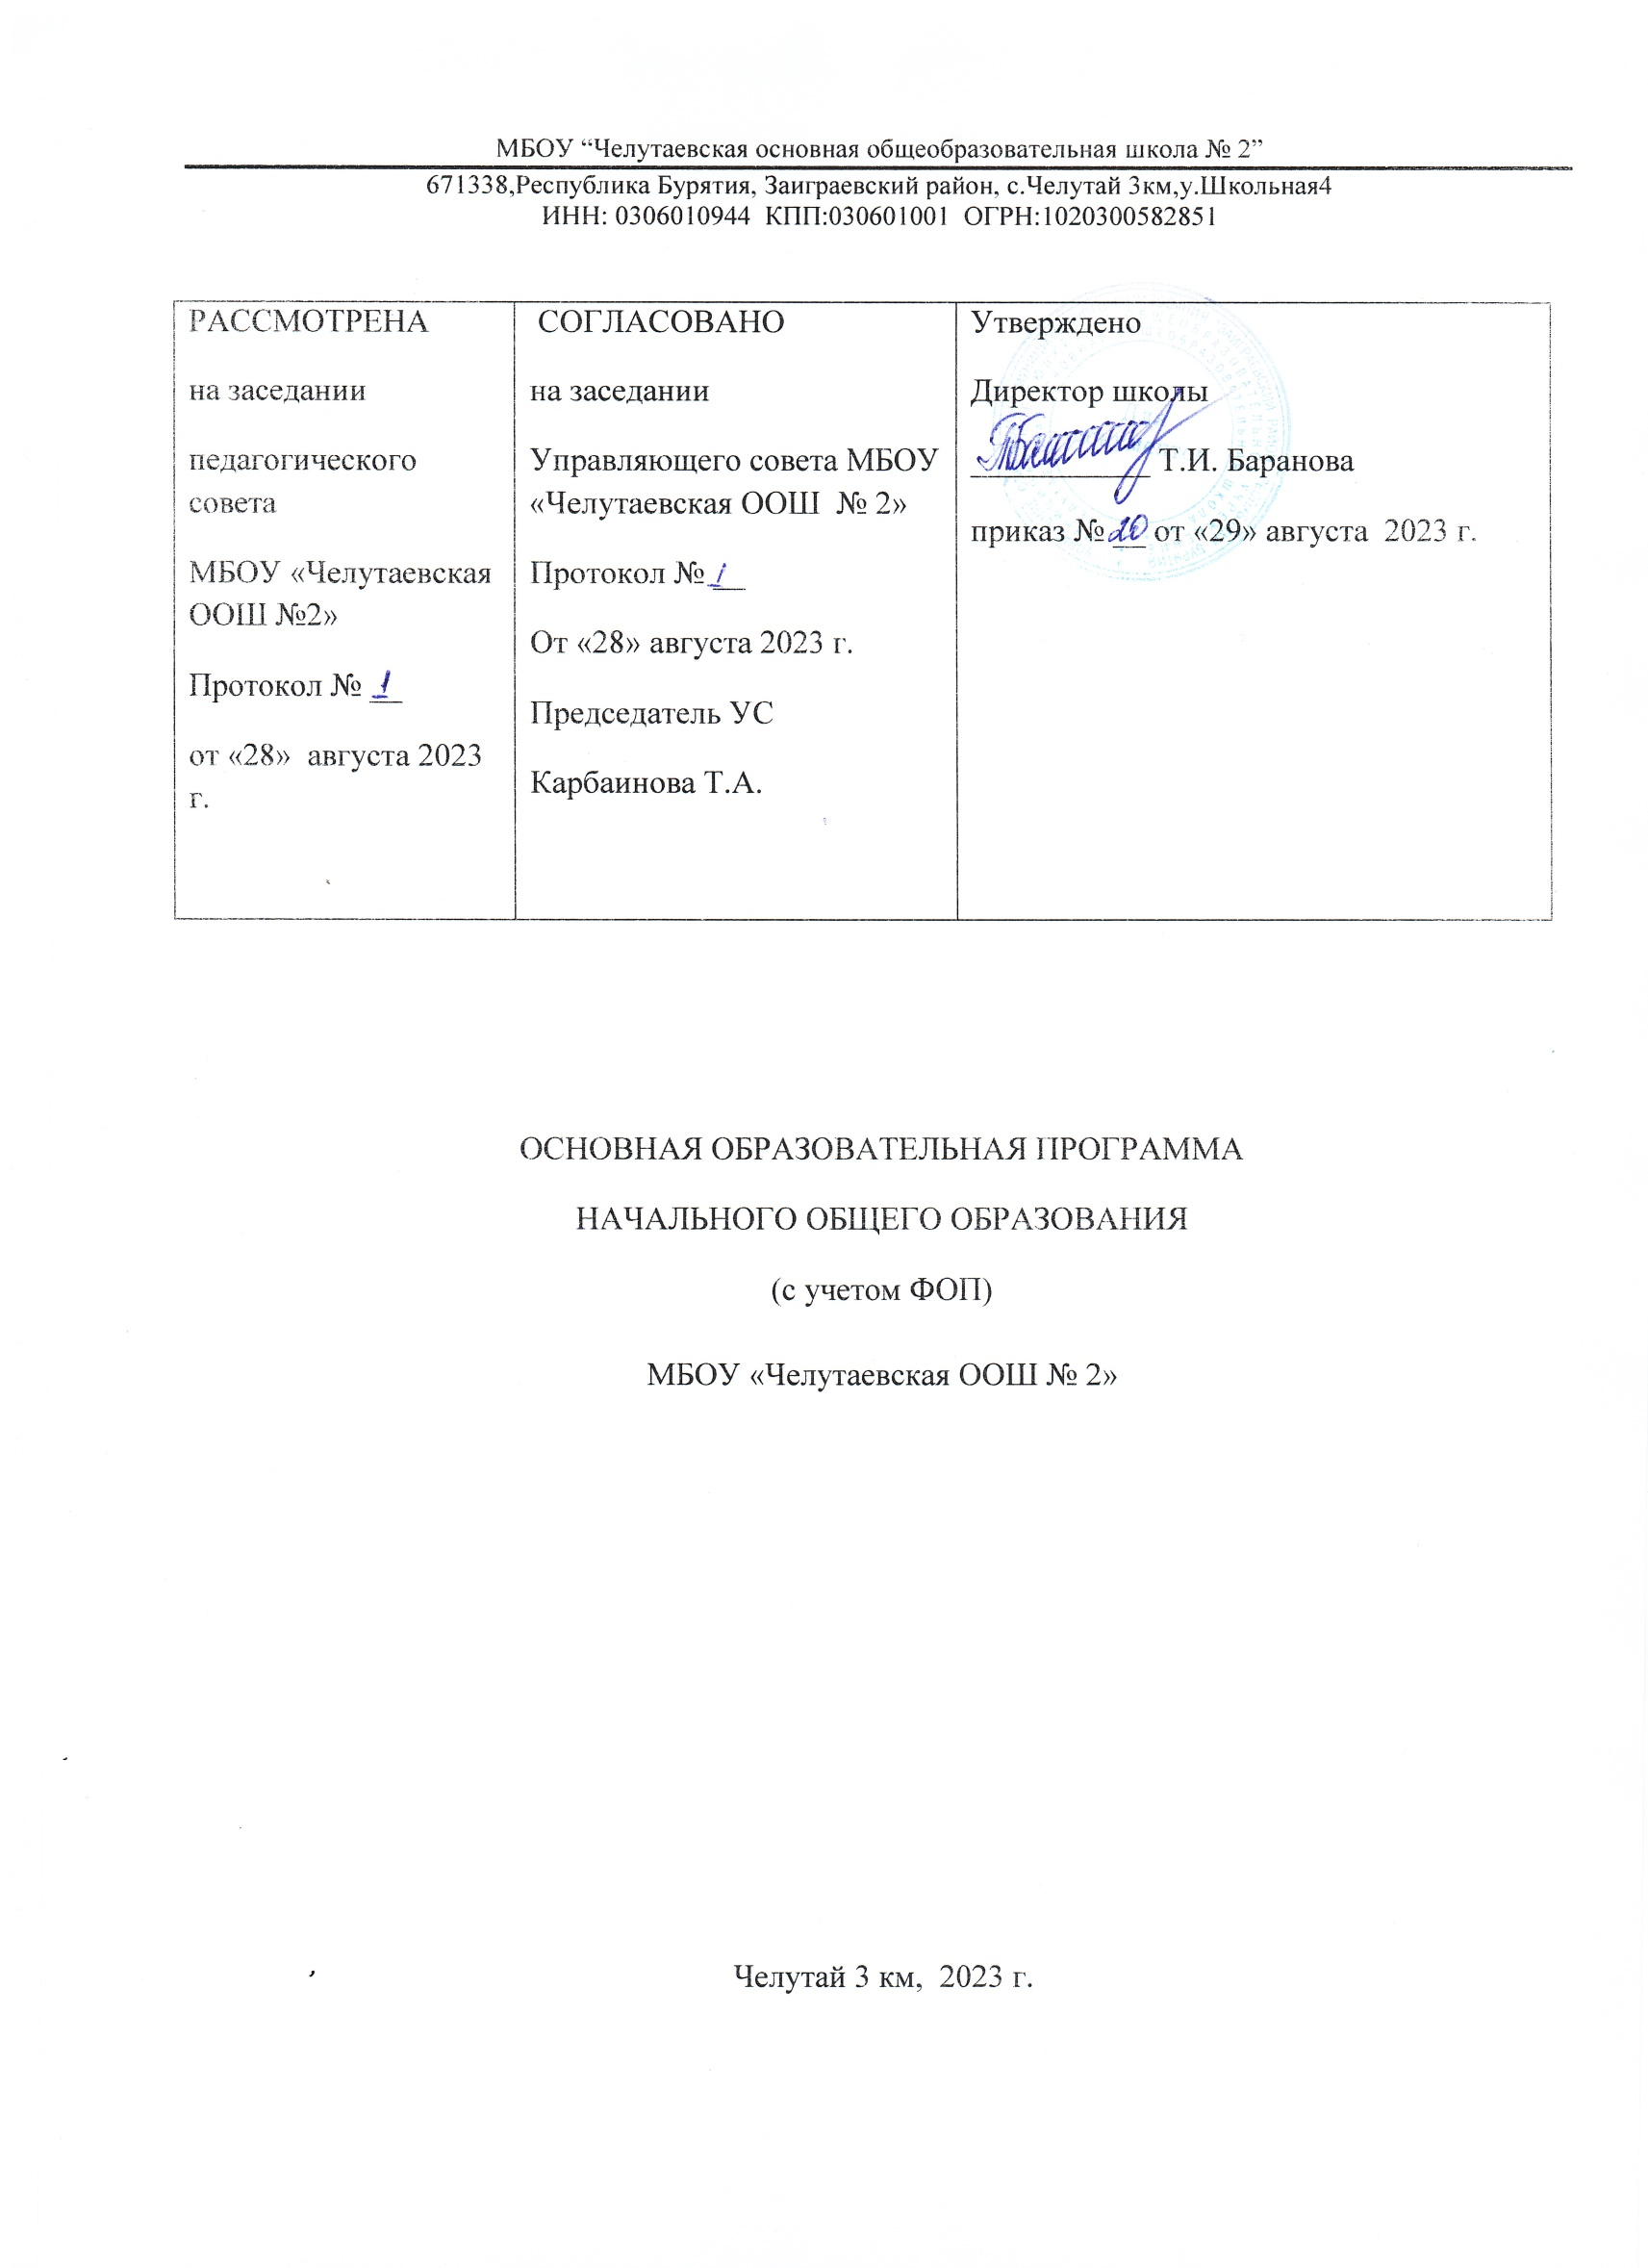 МБОУ “Челутаевская основная общеобразовательная школа № 2”
671338,Республика Бурятия, Заиграевский район, с.Челутай 3км,у.Школьная4
ИНН: 0306010944 КПП:030601001 ОГРН:1020300582851
РАССМОТРЕНА
на заседании
педагогического
совета
МБОУ «Челутаевская
ООШ №2»
Протокол № 1
от «28» августа 2023
г.
СОГЛАСОВАНО
на заседании
Управляющего совета МБОУ
«Челутаевская ООШ № 2»
Протокол № 1
От «28» августа 2023 г.
Председатель УС
Карбаинова Т.А.
Утверждено
Директор школы
Т.И. Баранова
приказ № от «29» августа 2023 г.
ОСНОВНАЯ ОБРАЗОВАТЕЛЬНАЯ ПРОГРАММА
НАЧАЛЬНОГО ОБЩЕГО ОБРАЗОВАНИЯ
(с учетом ФОП)
МБОУ «Челутаевская ООШ № 2»
Челутай 3 км, 2023 г.